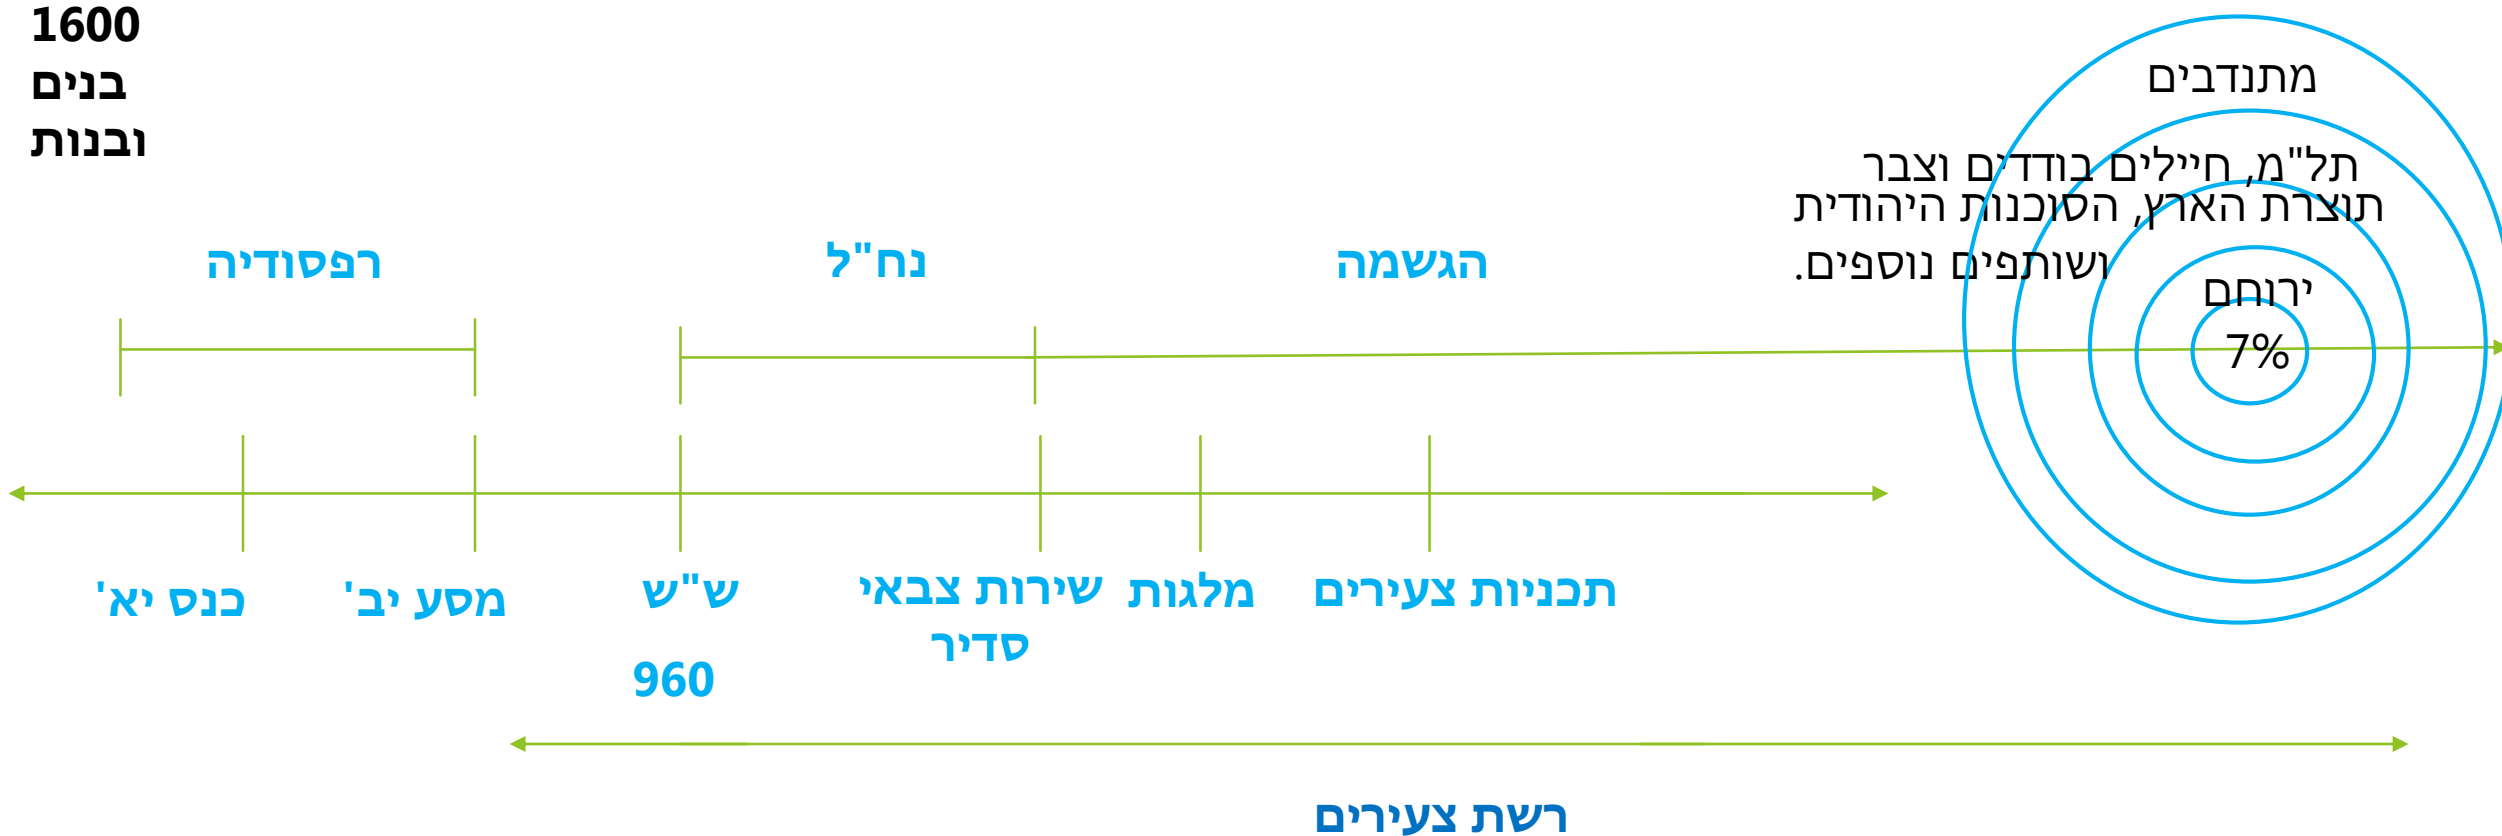 1600
בנים
ובנות
מתנדבים
תל"מ, חיילים בודדים וצבר
תוצרת הארץ, הסוכנות היהודית
ושותפים נוספים.
ירוחם
7%
רפסודיה
נח"ל
הגשמה
כנס יא'
מסע יב'
ש"ש
960
שירות צבאי
סדיר
מלגות
תכניות צעירים
רשת צעירים